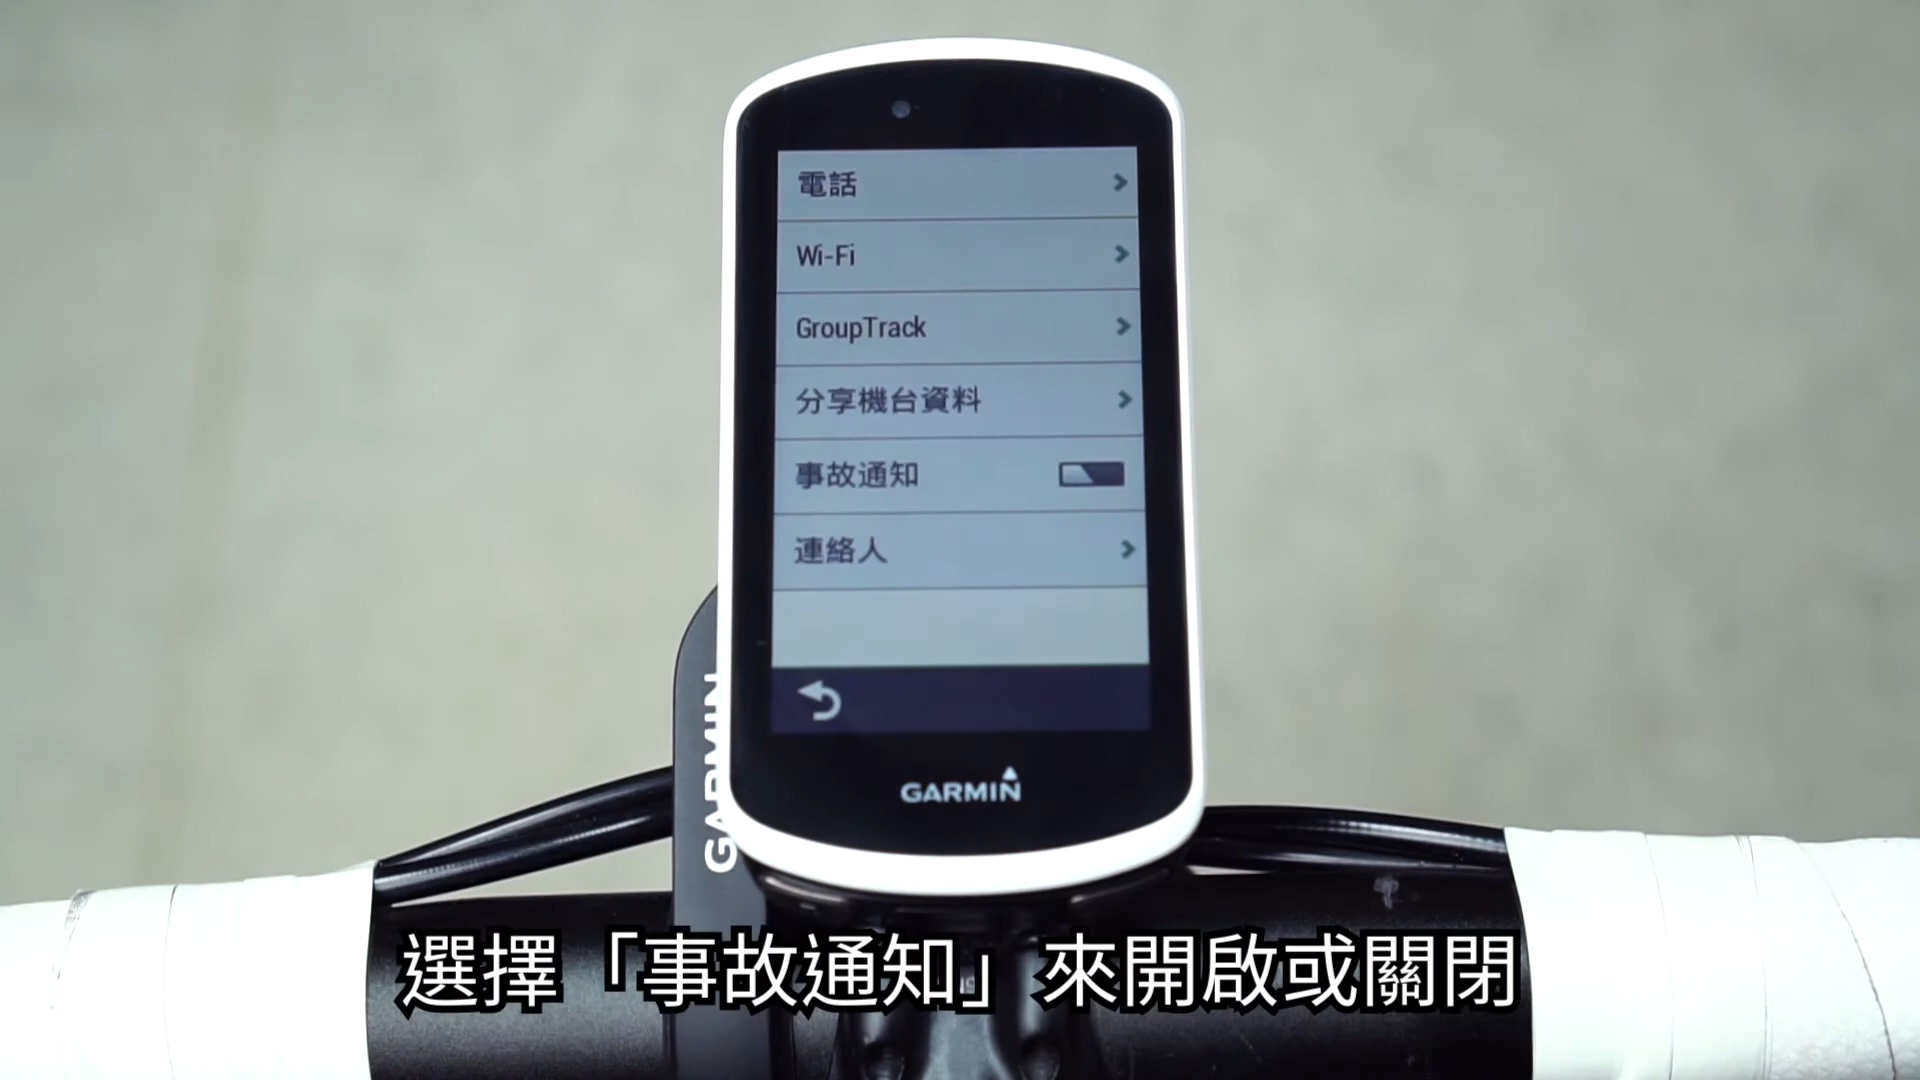 電話
Wi-Fi
GroupTrack
分享機台資料
事故通知
連絡人
GARMIN
GARMIN
選擇「事故通知」來開啟或關閉